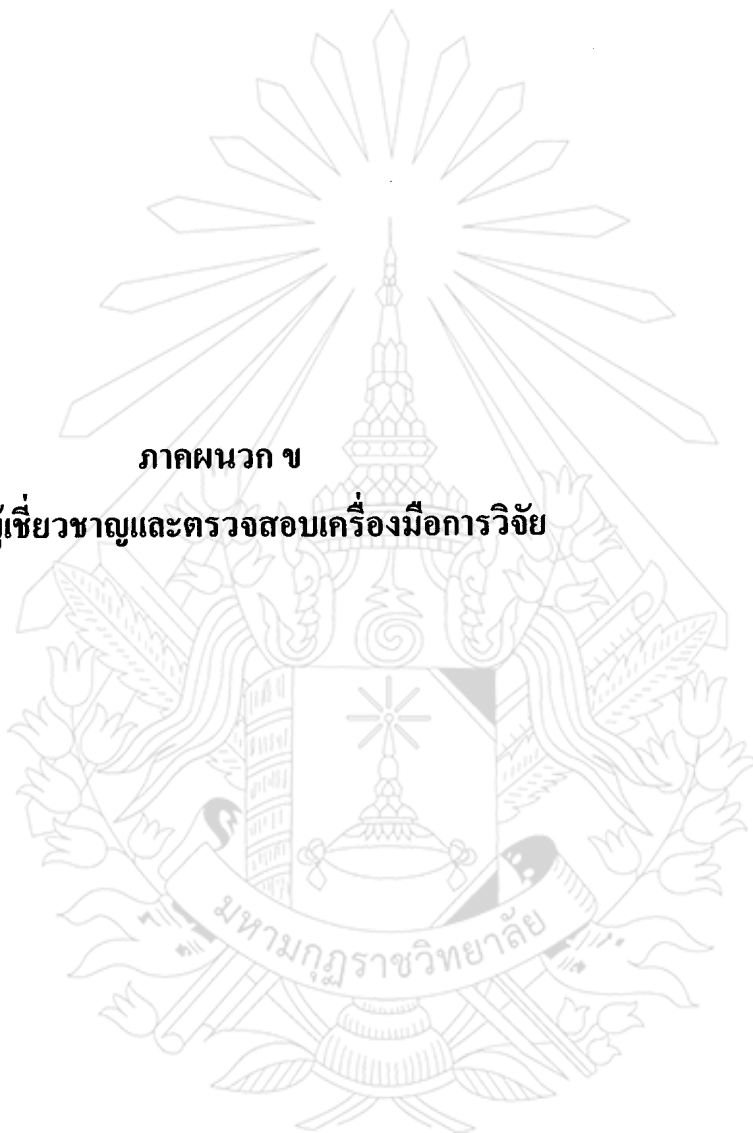 ภาคผนวก ข
ผู้เชี่ยวชาญและตรวจสอบเครื่องมือการวิจัย
มหามกุฏราชวิทยาลัย